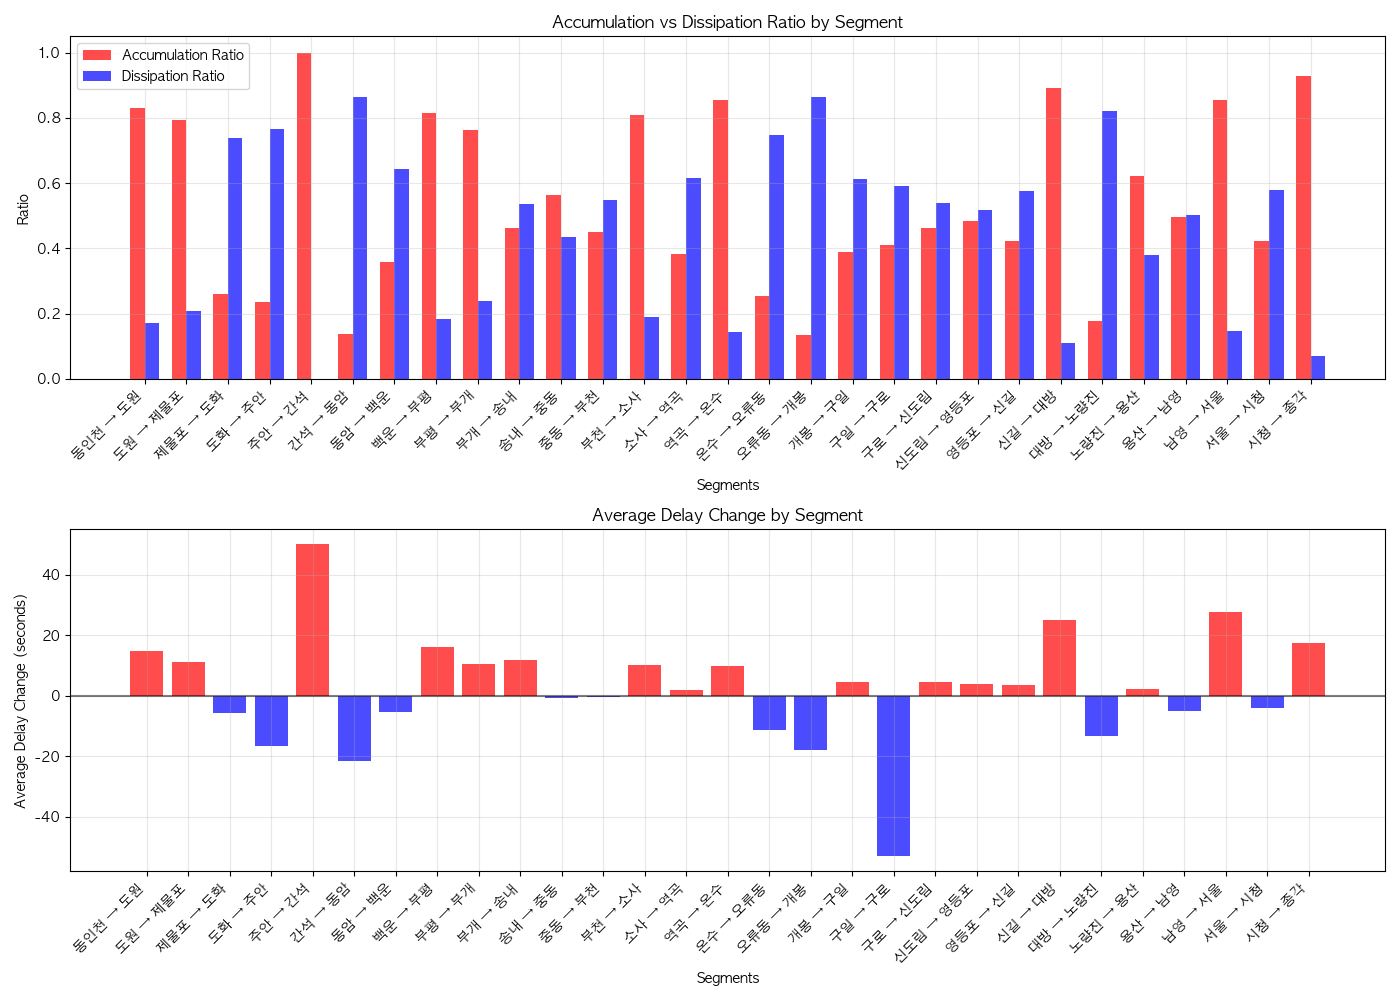 Accumulation vs Dissipation Ratio by Segment
Accumulation Ratio
Dissipation Ratio
Ratio
1.0
0.8
0.6
0.4
0.2
0.0
동인천 → 도원
도원 → 제물포
제물포 → 도화
도화 → 주안
주안 → 간석
간석 → 동암
동암 → 백운
백운 → 부평
부평 → 부개
부개 → 송내
송내 → 중동
중동 → 부천
부천 → 소사
소사 → 역곡
역곡 → 온수
온수 → 오류동
오류동 → 개봉
개봉 → 구일
구일 → 구로
구로 → 신도림
신도림 → 영등포
영등포 → 신길
신길 → 대방
대방 → 노량진
노량진 → 용산
용산 → 남영
남영 → 서울
서울 → 시청
시청 → 종각
Segments
Average Delay Change by Segment
Average Delay Change (seconds)
40
20
0
-20
-40
동인천 → 도원
도원 → 제물포
제물포 → 도화
도화 → 주안
주안 → 간석
간석 → 동암
동암 → 백운
백운 → 부평
부평 → 부개
부개 → 송내
송내 → 중동
중동 → 부천
부천 → 소사
소사 → 역곡
역곡 → 온수
온수 → 오류동
오류동 → 개봉
개봉 → 구일
구일 → 구로
구로 → 신도림
신도림 → 영등포
영등포 → 신길
신길 → 대방
대방 → 노량진
노량진 → 용산
용산 → 남영
남영 → 서울
서울 → 시청
시청 → 종각
Segments